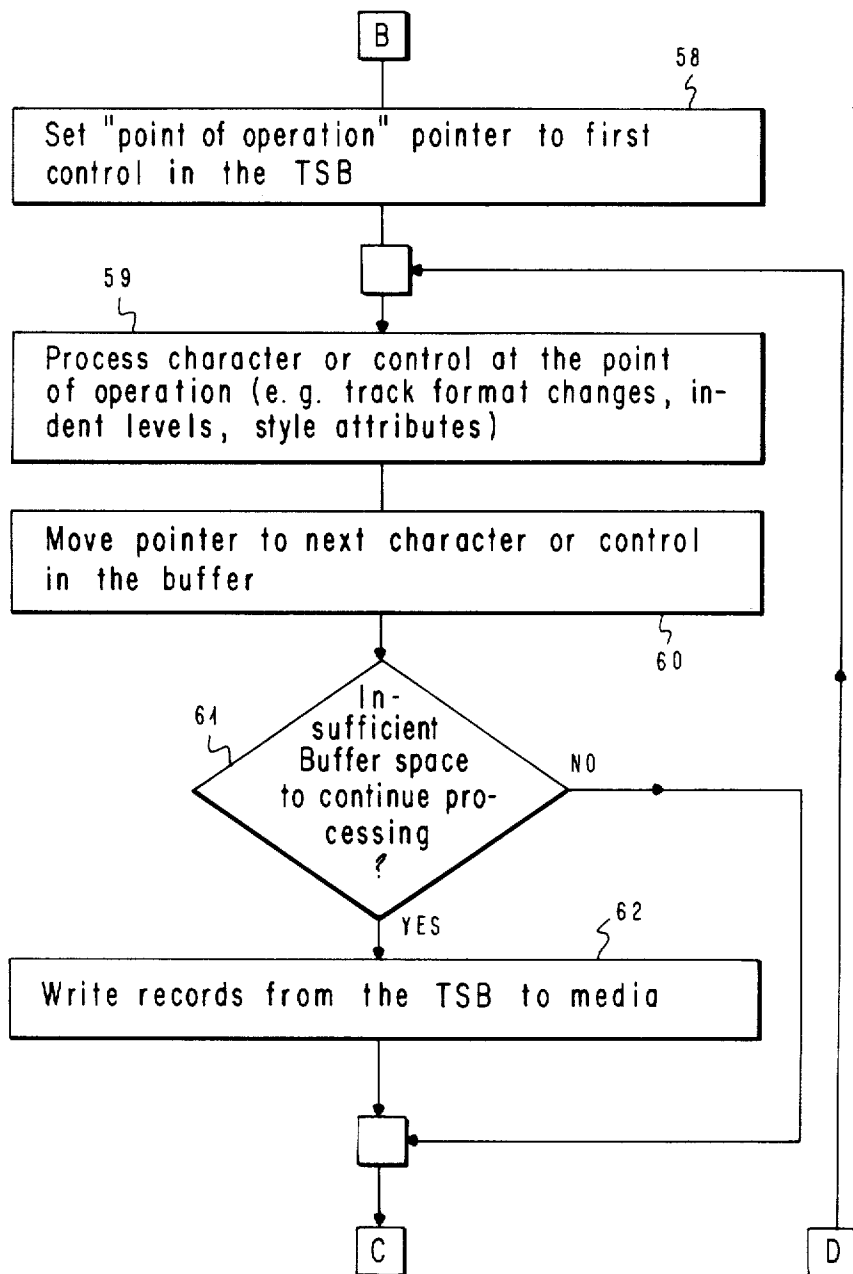 B
58
Set "point of operation" pointer to first
control in the TSB
59
Process character or control at the point
of operation (e.g. track format changes, in-
dent levels, style attributes)
Move pointer to next character or control
in the buffer
60
61
In-
sufficient
Buffer space
to continue pro-
cessing
?
NO
YES
62
Write records from the TSB to media
C
D